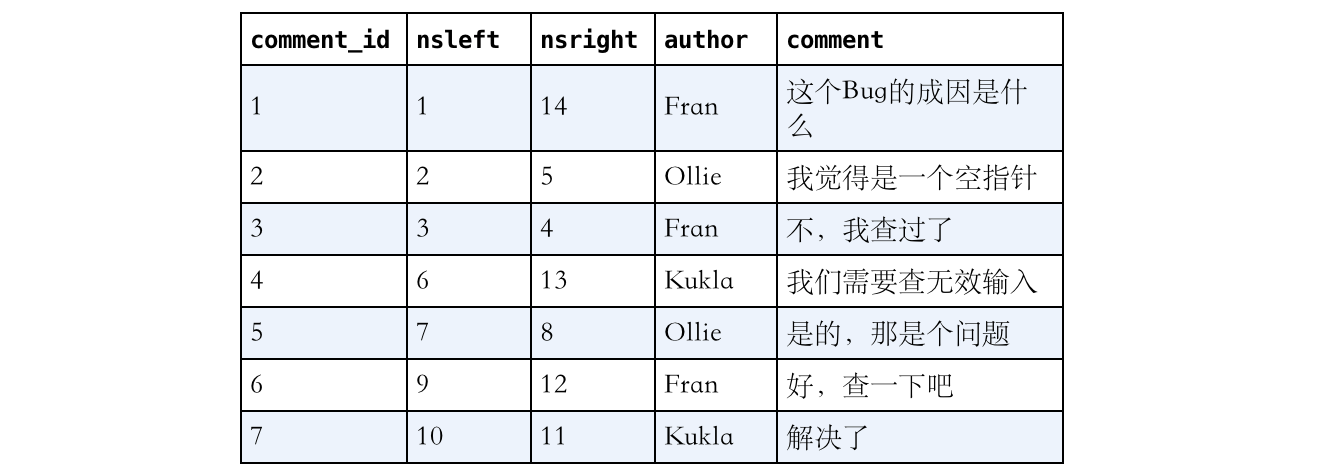 comment_id nsleft nsright author comment
1 1 14 Fran 这个Bug的成因是什
么
2 2 5 Ollie 我觉得是一个空指针
3 3 4 Fran 不，我查过了
4 6 13 Kukla 我们需要查无效输入
5 7 8 Ollie 是的，那是个问题
6 9 12 Fran 好，查一下吧
7 10 11 Kukla 解决了